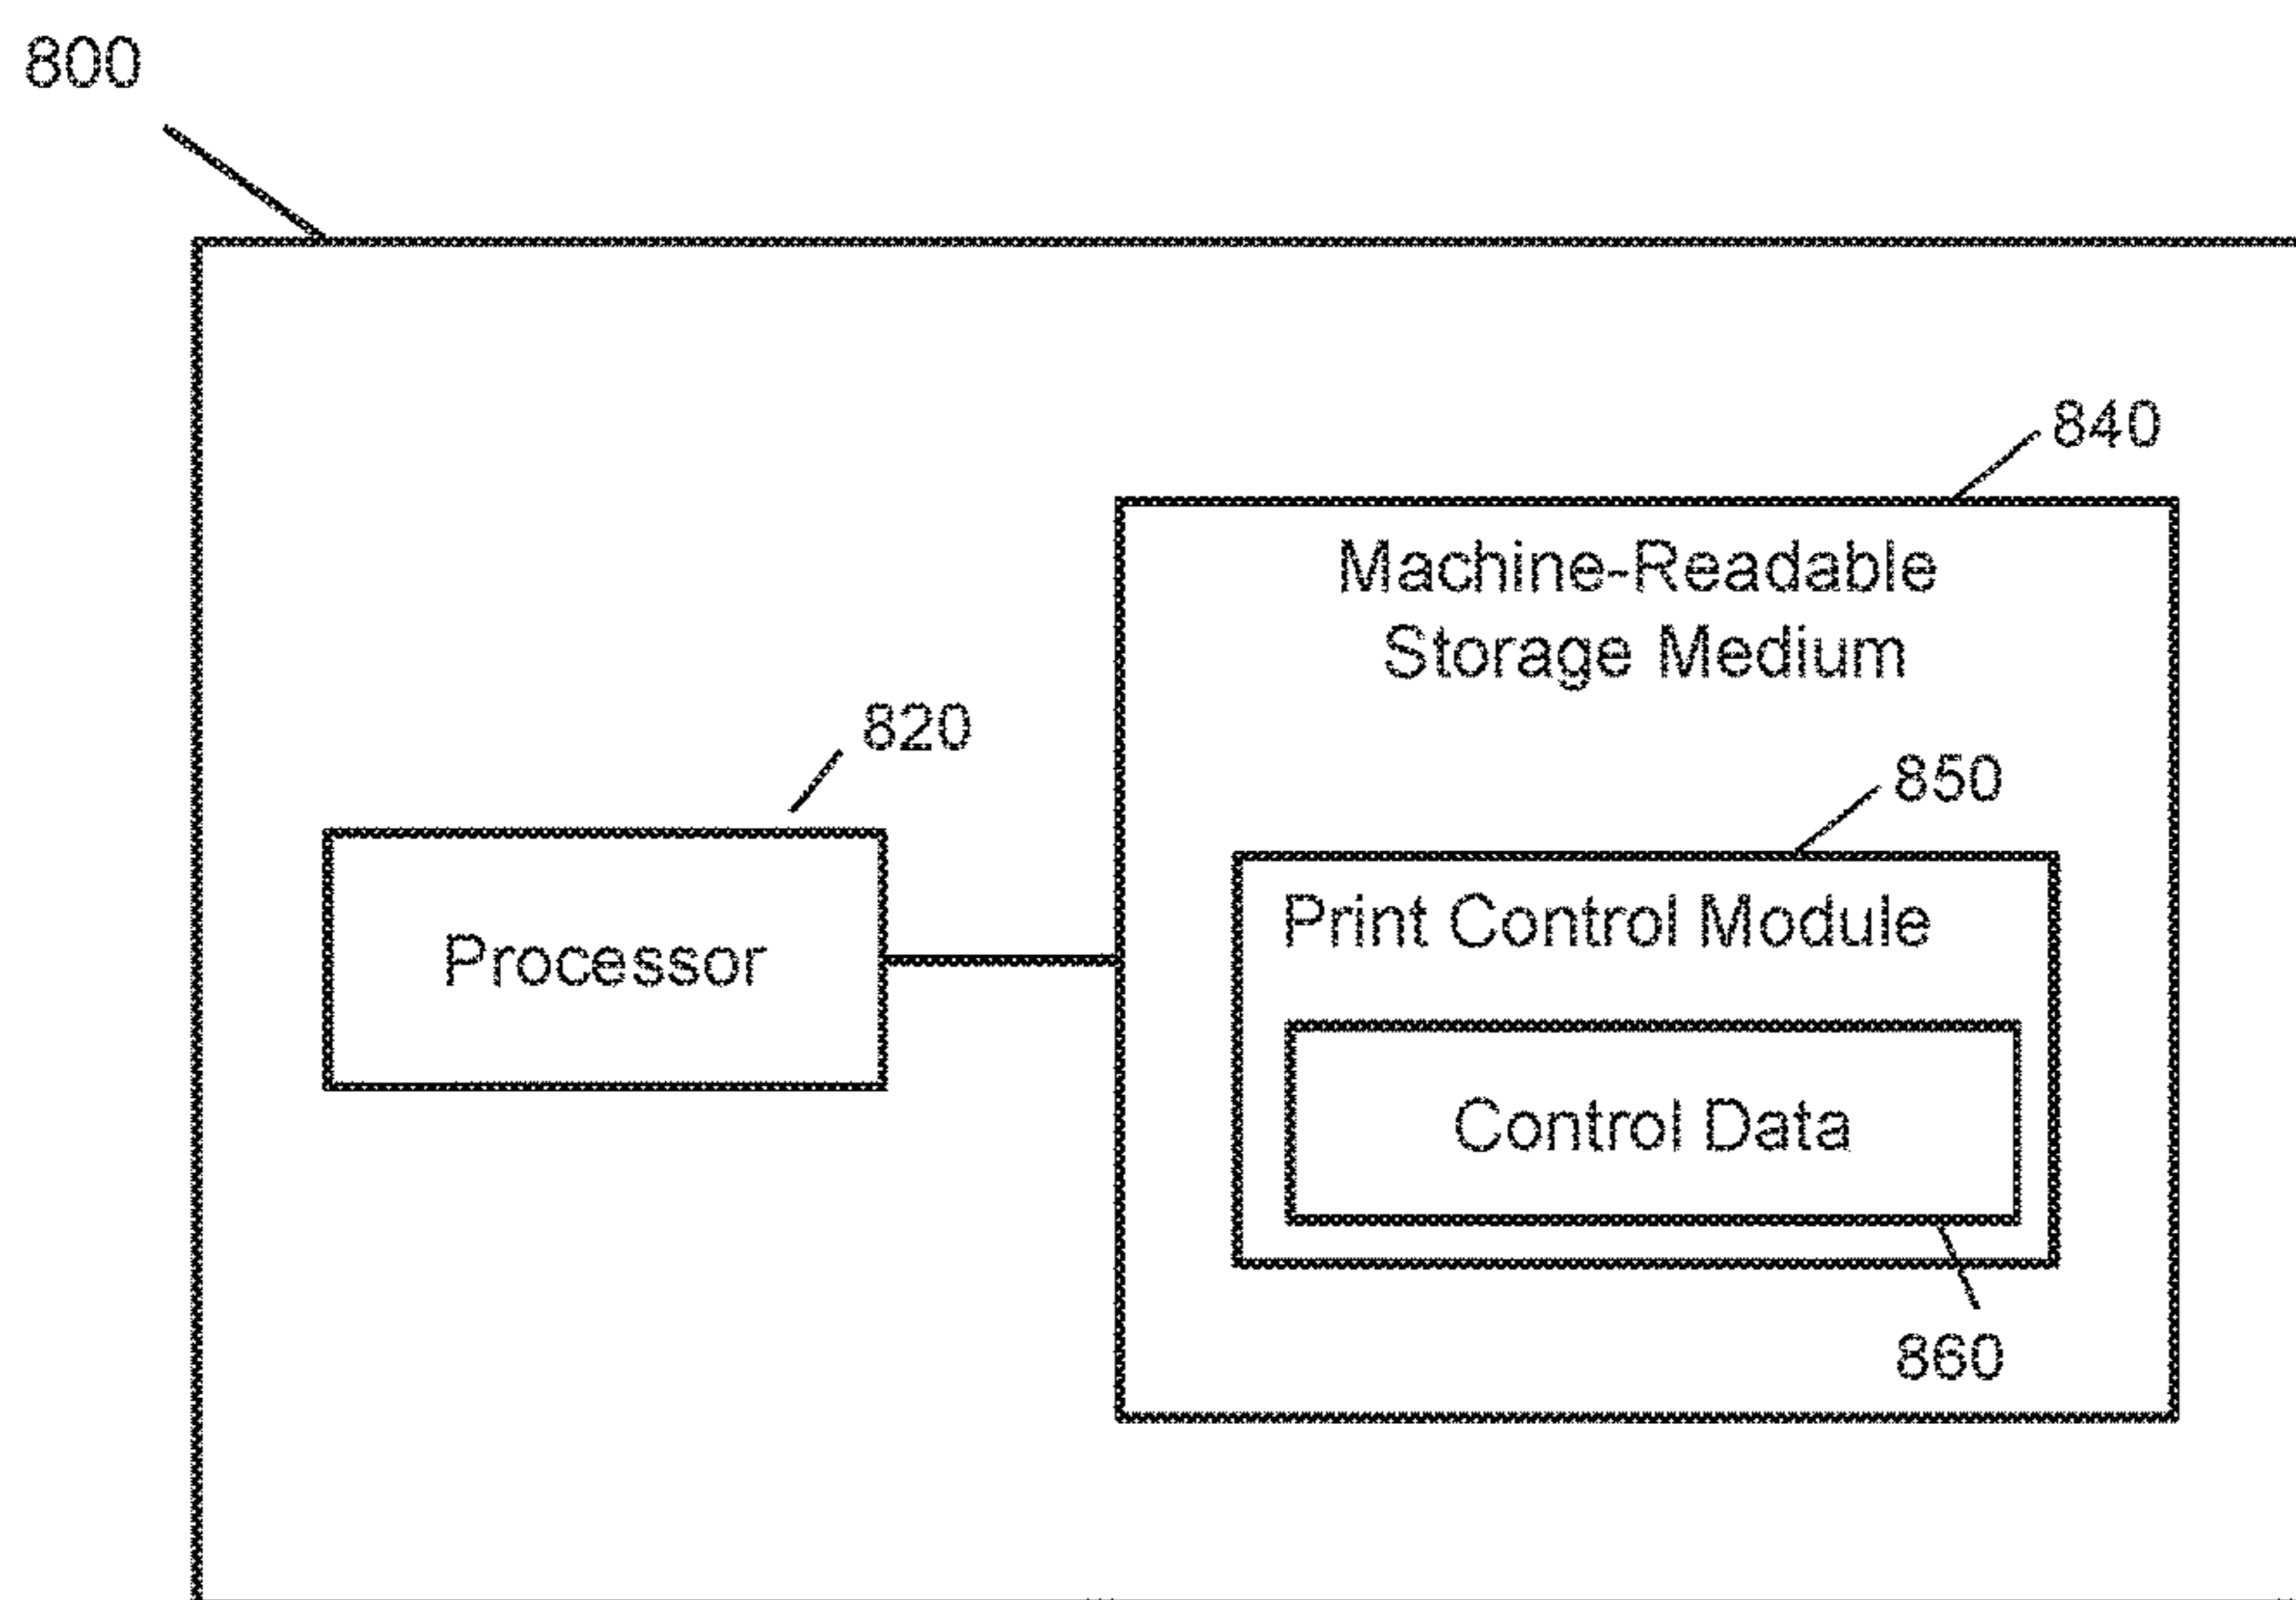 800
840
Machine-Readable
Storage Medium
820
850
Print Control Module
Processor
Control Data
860